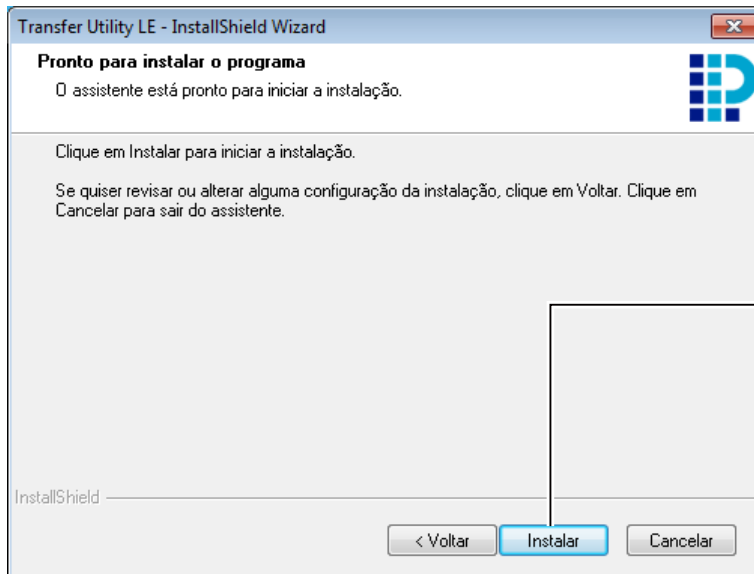 Transfer Utility LE - InstallShield Wizard
Pronto para instalar o programa
O assistente está pronto para iniciar a instalação.
Clique em Instalar para iniciar a instalação.
Se quiser revisar ou alterar alguma configuração da instalação, clique em Voltar. Clique em
Cancelar para sair do assistente.
InstallShield
< Voltar
Instalar
Cancelar